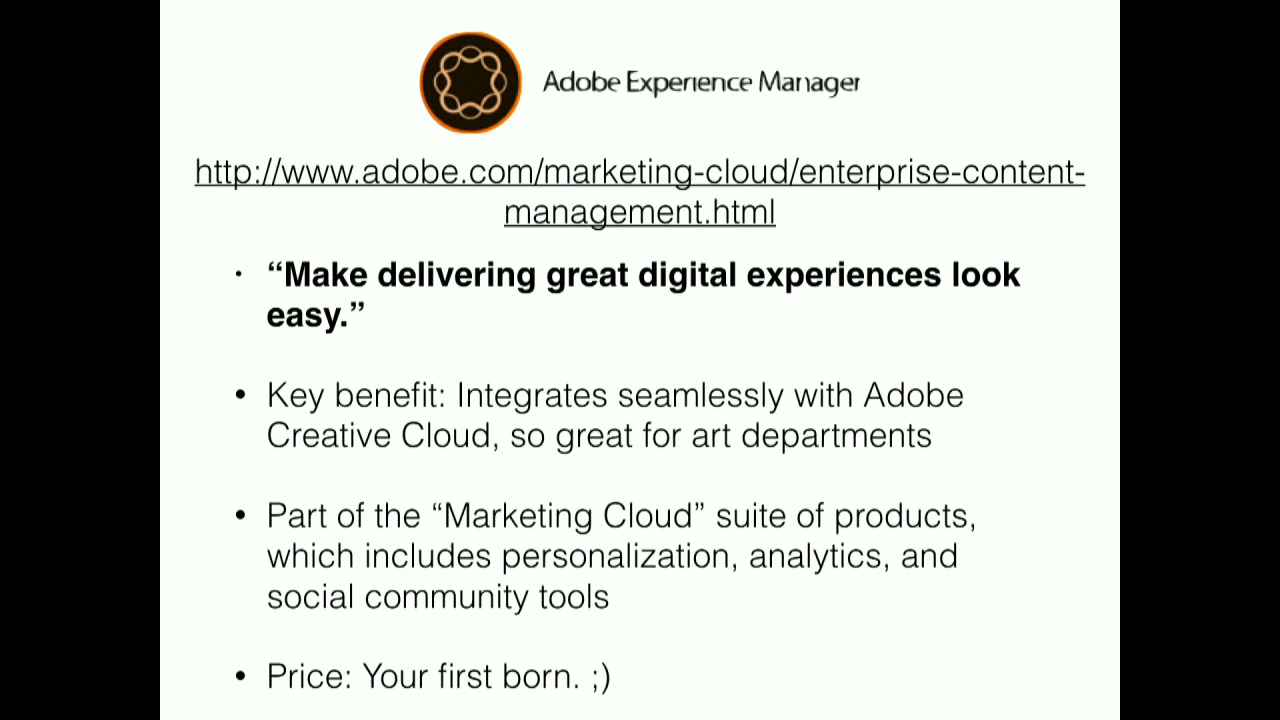 Adobe Experience Manager
http://www.adobe.com/marketing-cloud/enterprise-content-
management.html
• “Make delivering great digital experiences look
easy.”
• Key benefit: Integrates seamlessly with Adobe
Creative Cloud, so great for art departments
• Part of the “Marketing Cloud” suite of products,
which includes personalization, analytics, and
social community tools
• Price: Your first born. ;)